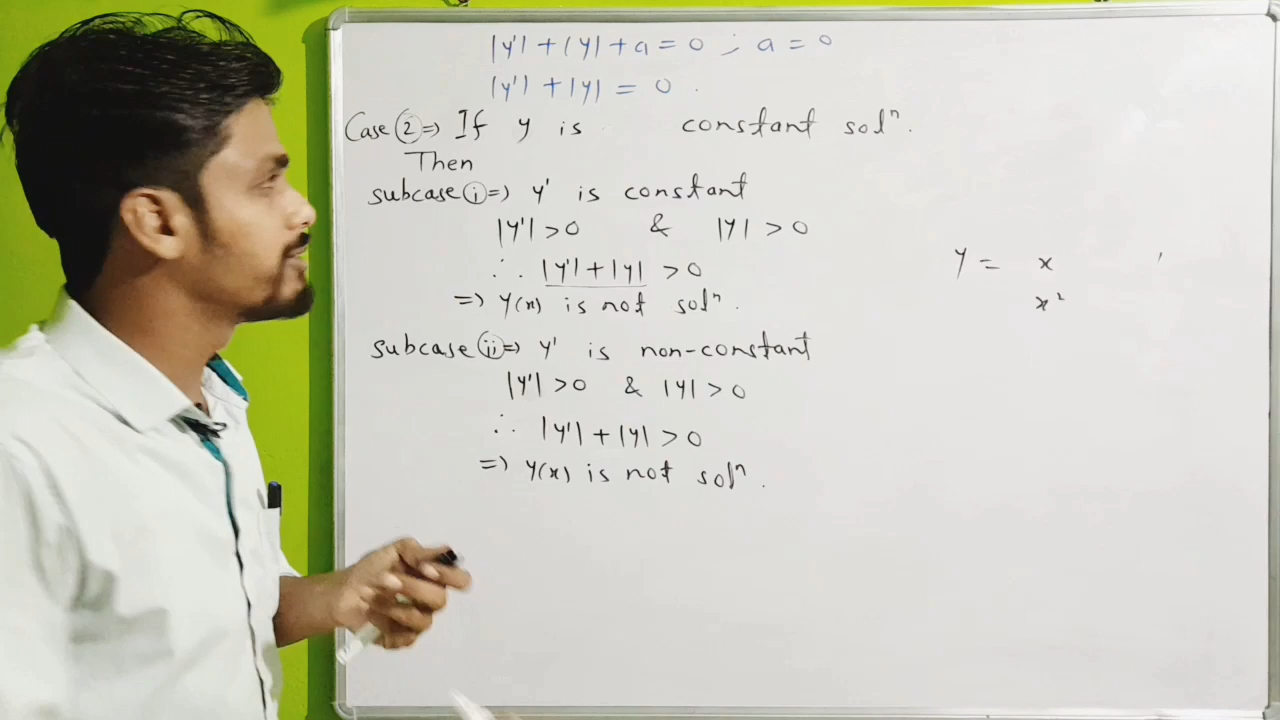 |y'| + |y| + a = 0 ; a = 0
|y'| + |y| = 0 .
Case ② => If y is constant solⁿ.
Then
subcase ⓘ => y' is constant
|y'| > 0 & |y| > 0
∴ |y'| + |y| > 0
=> y(x) is not solⁿ.
subcase ⓘⓘ => y' is non-constant
|y'| > 0 & |y| > 0
∴ |y'| + |y| > 0
=> y(x) is not solⁿ.
y = x
x²